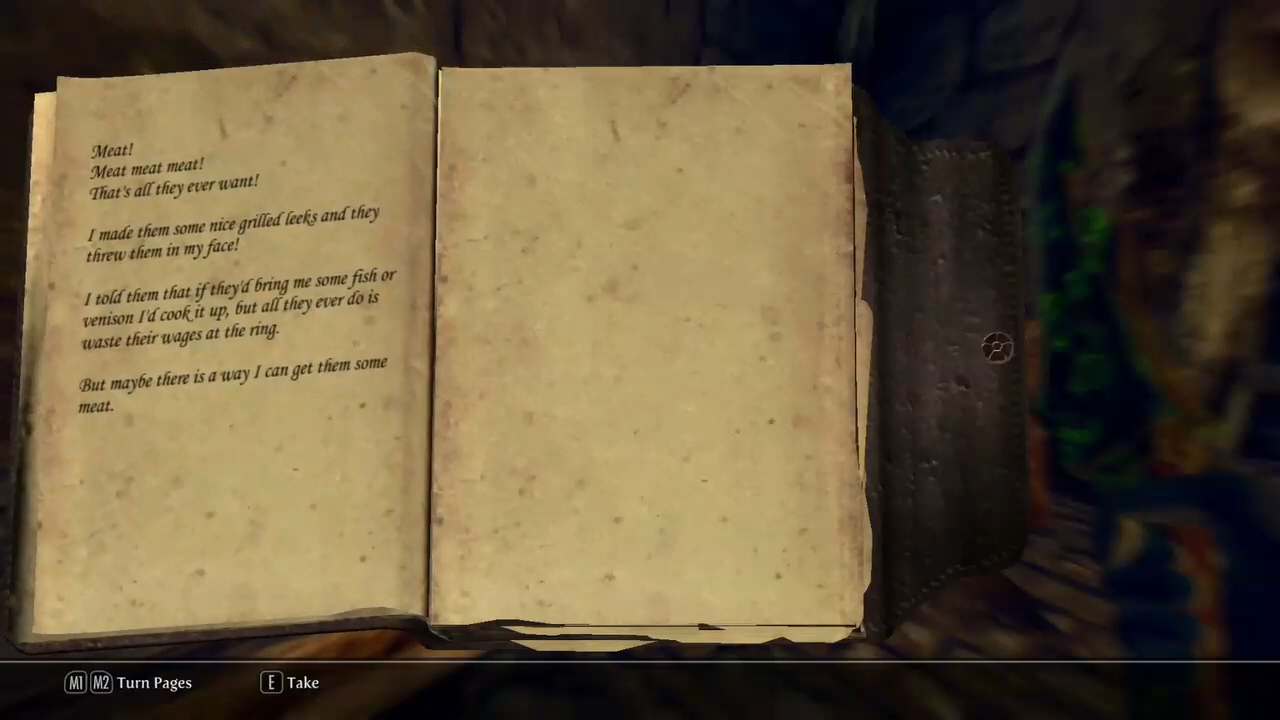 Meat!
Meat meat meat!
That's all they ever want!
I made them some nice grilled leeks and they
threw them in my face!
I told them that if they'd bring me some fish or
venison I'd cook it up, but all they ever do is
waste their wages at the ring.
But maybe there is a way I can get them some
meat.
M1 M2 Turn Pages
E Take